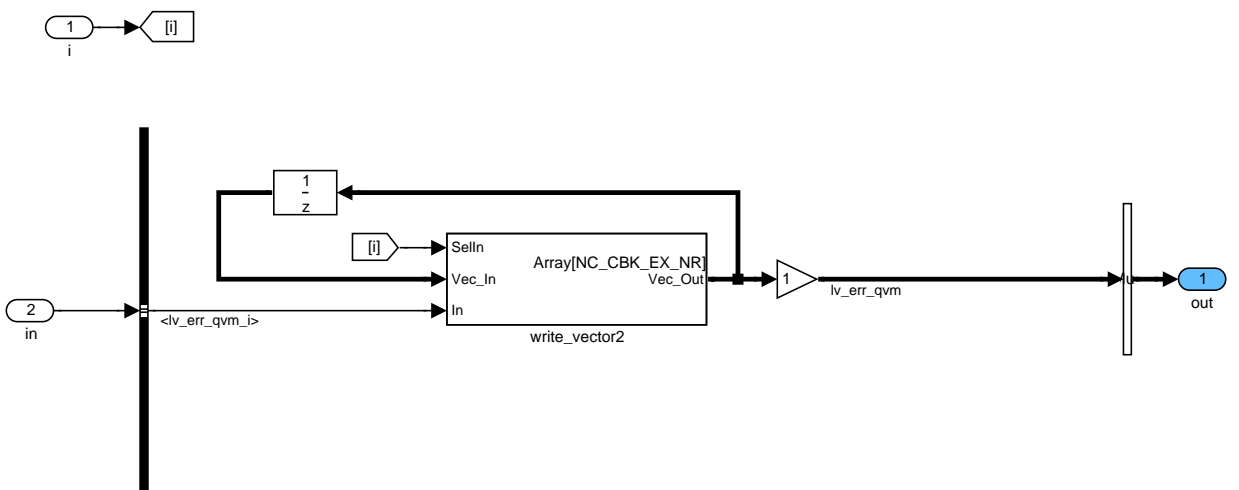 1
[i]
i
1
z
[i]
SelIn
Array[NC_CBK_EX_NR]
Vec_In
Vec_Out
1
lv_err_qvm
1
out
2
in
<lv_err_qvm_i>
In
write_vector2